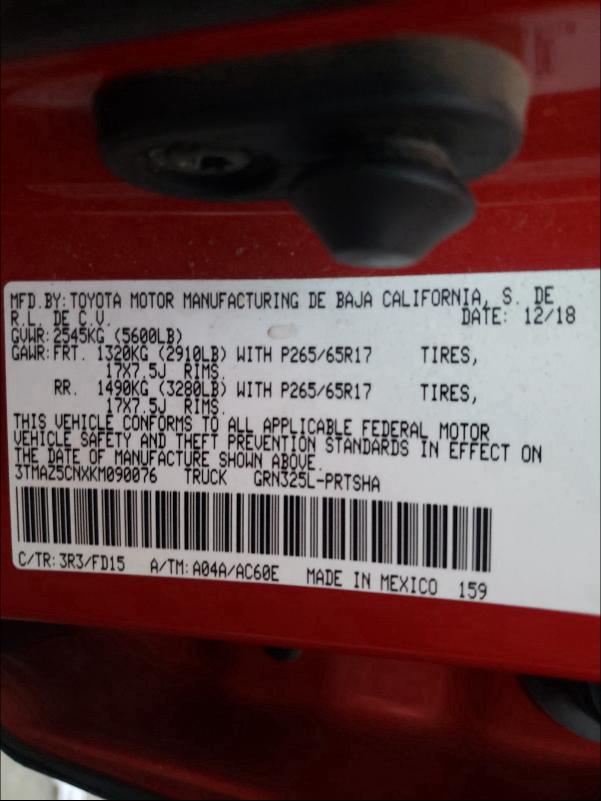 MFD.BY:TOYOTA MOTOR MANUFACTURING DE BAJA CALIFORNIA, S. DE
R.L. DE C.V. DATE: 12/18
GVWR:2545KG (5600LB)
GAWR:FRT. 1320KG (2910LB) WITH P265/65R17 TIRES,
17X7.5J RIMS.
RR. 1490KG (3280LB) WITH P265/65R17 TIRES,
17X7.5J RIMS.
THIS VEHICLE CONFORMS TO ALL APPLICABLE FEDERAL MOTOR
VEHICLE SAFETY AND THEFT PREVENTION STANDARDS IN EFFECT ON
THE DATE OF MANUFACTURE SHOWN ABOVE.
3TMAZ5CNXKM090076 TRUCK GRN325L-PRTSHA
C/TR:3R3/FD15 A/TM:A04A/AC60E MADE IN MEXICO 159